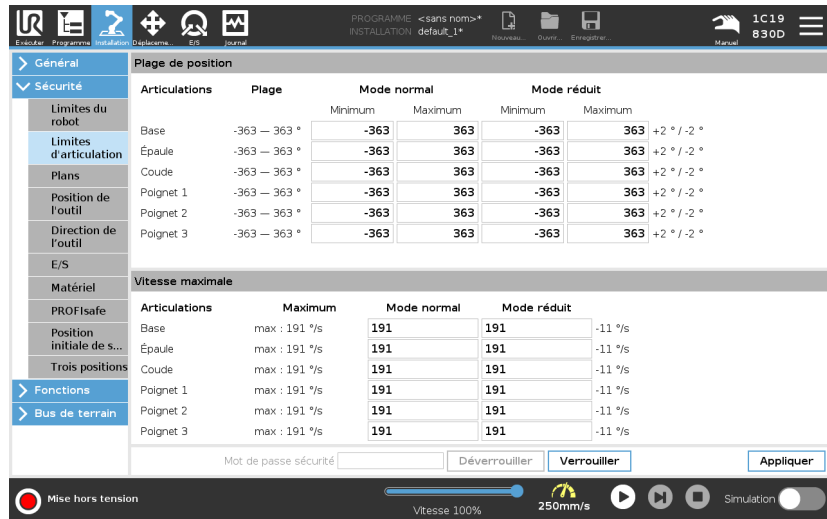 UR
PROGRAMME <sans nom>*
INSTALLATION default_1*
1C19
830D
Exécuter Programme Installation Déplaceme... E/S Journal Nouveau... Ouvrir... Enregistrer... Manuel
Général
Sécurité
Limites du
robot
Limites
d'articulation
Plans
Position de
l'outil
Direction de
l'outil
E/S
Matériel
PROFIsafe
Position
initiale de s...
Trois positions
Fonctions
Bus de terrain
Plage de position
Articulations Plage Mode normal Mode réduit
Minimum Maximum Minimum Maximum
Base -363 — 363 ° -363 363 -363 363 +2 ° / -2 °
Épaule -363 — 363 ° -363 363 -363 363 +2 ° / -2 °
Coude -363 — 363 ° -363 363 -363 363 +2 ° / -2 °
Poignet 1 -363 — 363 ° -363 363 -363 363 +2 ° / -2 °
Poignet 2 -363 — 363 ° -363 363 -363 363 +2 ° / -2 °
Poignet 3 -363 — 363 ° -363 363 -363 363 +2 ° / -2 °
Vitesse maximale
Articulations Maximum Mode normal Mode réduit
Base max : 191 °/s 191 191 -11 °/s
Épaule max : 191 °/s 191 191 -11 °/s
Coude max : 191 °/s 191 191 -11 °/s
Poignet 1 max : 191 °/s 191 191 -11 °/s
Poignet 2 max : 191 °/s 191 191 -11 °/s
Poignet 3 max : 191 °/s 191 191 -11 °/s
Mot de passe sécurité Déverrouiller Verrouiller Appliquer
Mise hors tension Vitesse 100% 250mm/s Simulation